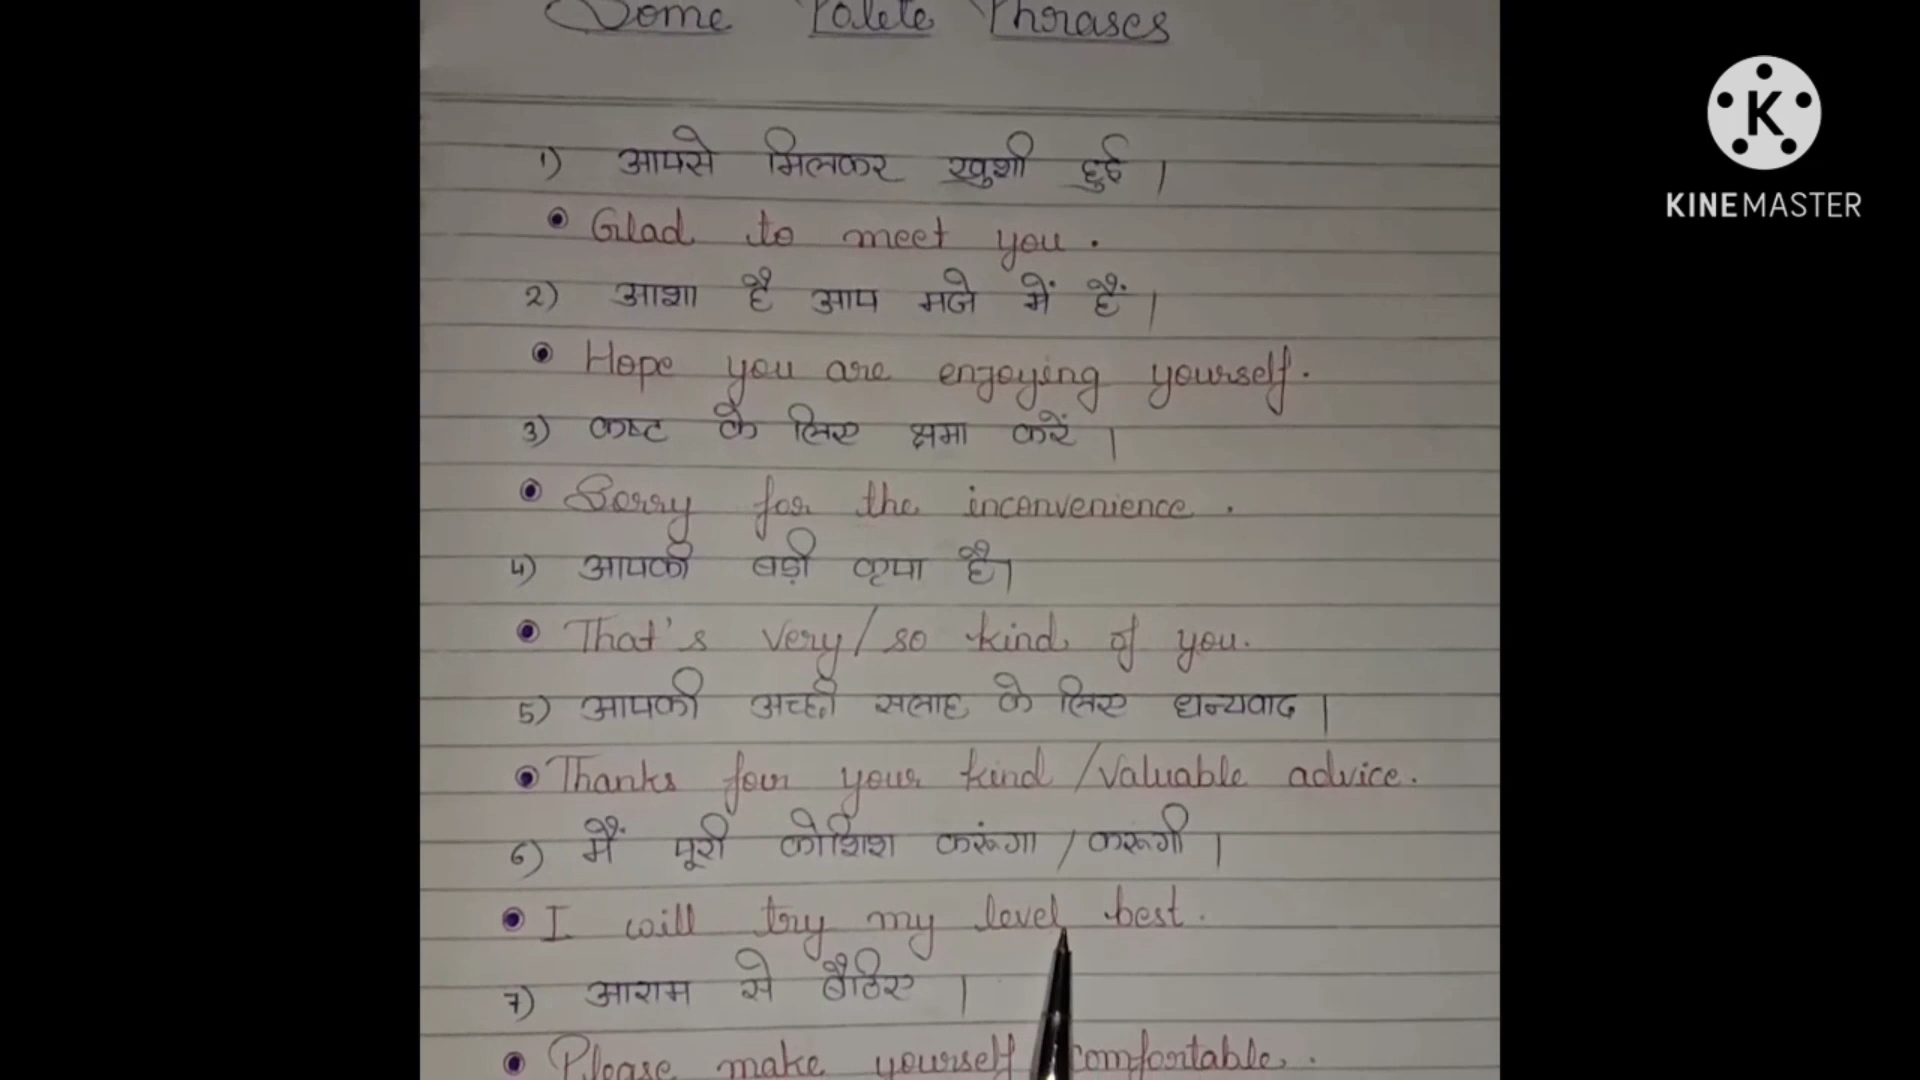 Some Polete Phrases
1) आपसे मिलकर खुशी हुई ।
Glad to meet you.
2) आशा है आप मजे में हैं ।
Hope you are enjoying yourself.
3) कष्ट के लिए क्षमा करें ।
Sorry for the inconvenience.
4) आपकी बड़ी कृपा है।
That's very/so kind of you.
5) आपकी अच्छी सलाह के लिए धन्यवाद ।
Thanks for your kind /valuable advice.
6) मैं पूरी कोशिश करूंगा / करूंगी ।
I will try my level best.
7) आराम से बैठिए ।
Please make yourself comfortable.
K
KINEMASTER